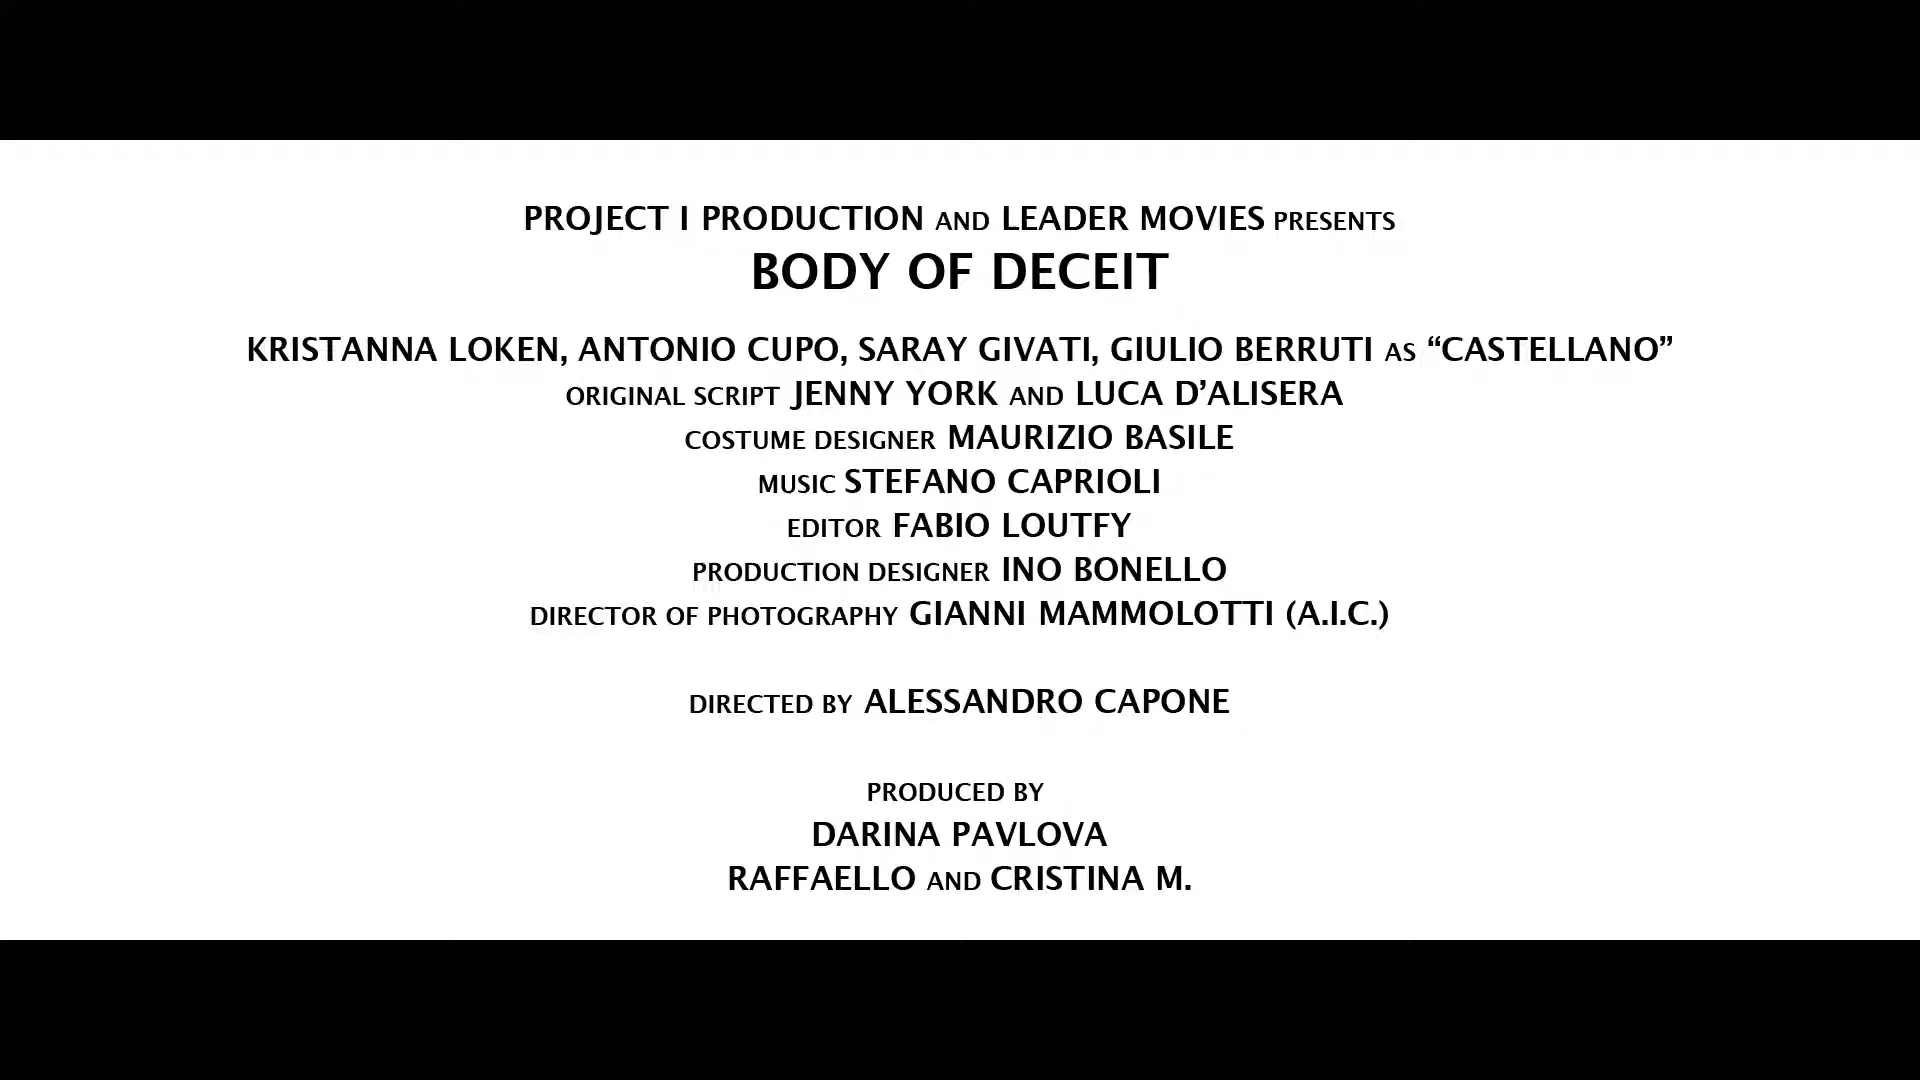 PROJECT I PRODUCTION AND LEADER MOVIES PRESENTS
BODY OF DECEIT
KRISTANNA LOKEN, ANTONIO CUPO, SARAY GIVATI, GIULIO BERRUTI AS “CASTELLANO”
ORIGINAL SCRIPT JENNY YORK AND LUCA D’ALISERA
COSTUME DESIGNER MAURIZIO BASILE
MUSIC STEFANO CAPRIOLI
EDITOR FABIO LOUTFY
PRODUCTION DESIGNER INO BONELLO
DIRECTOR OF PHOTOGRAPHY GIANNI MAMMOLOTTI (A.I.C.)
DIRECTED BY ALESSANDRO CAPONE
PRODUCED BY
DARINA PAVLOVA
RAFFAELLO AND CRISTINA M.